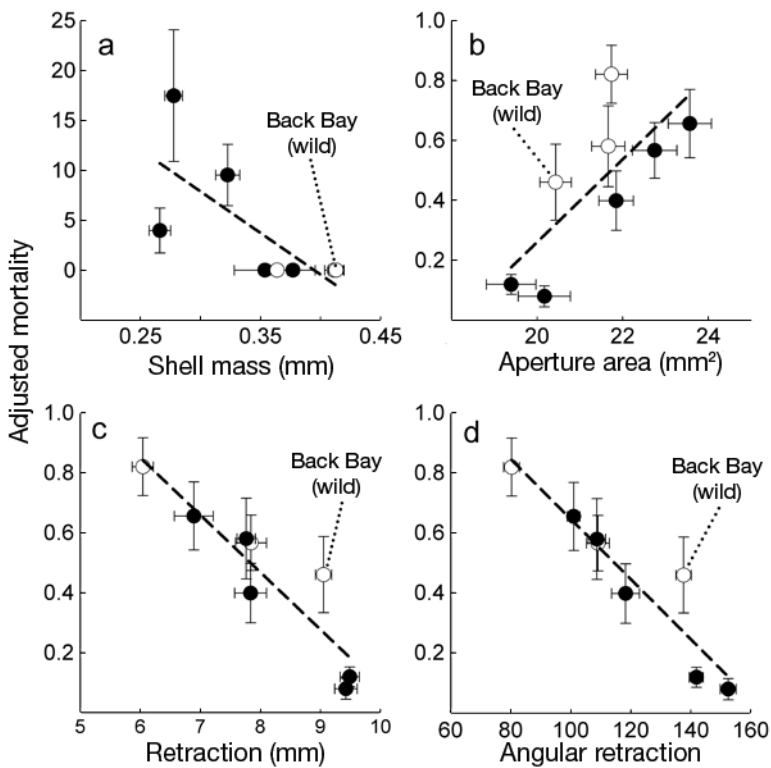 a
25
20
15
10
5
0
Back Bay
(wild)
0.25
0.35
0.45
Shell mass (mm)
b
1.0
0.8
0.6
0.4
0.2
Back Bay
(wild)
20
22
24
Aperture area (mm²)
Adjusted mortality
c
1.0
0.8
0.6
0.4
0.2
Back Bay
(wild)
5
6
7
8
9
10
Retraction (mm)
d
1.0
0.8
0.6
0.4
0.2
Back Bay
(wild)
60
80
100
120
140
160
Angular retraction